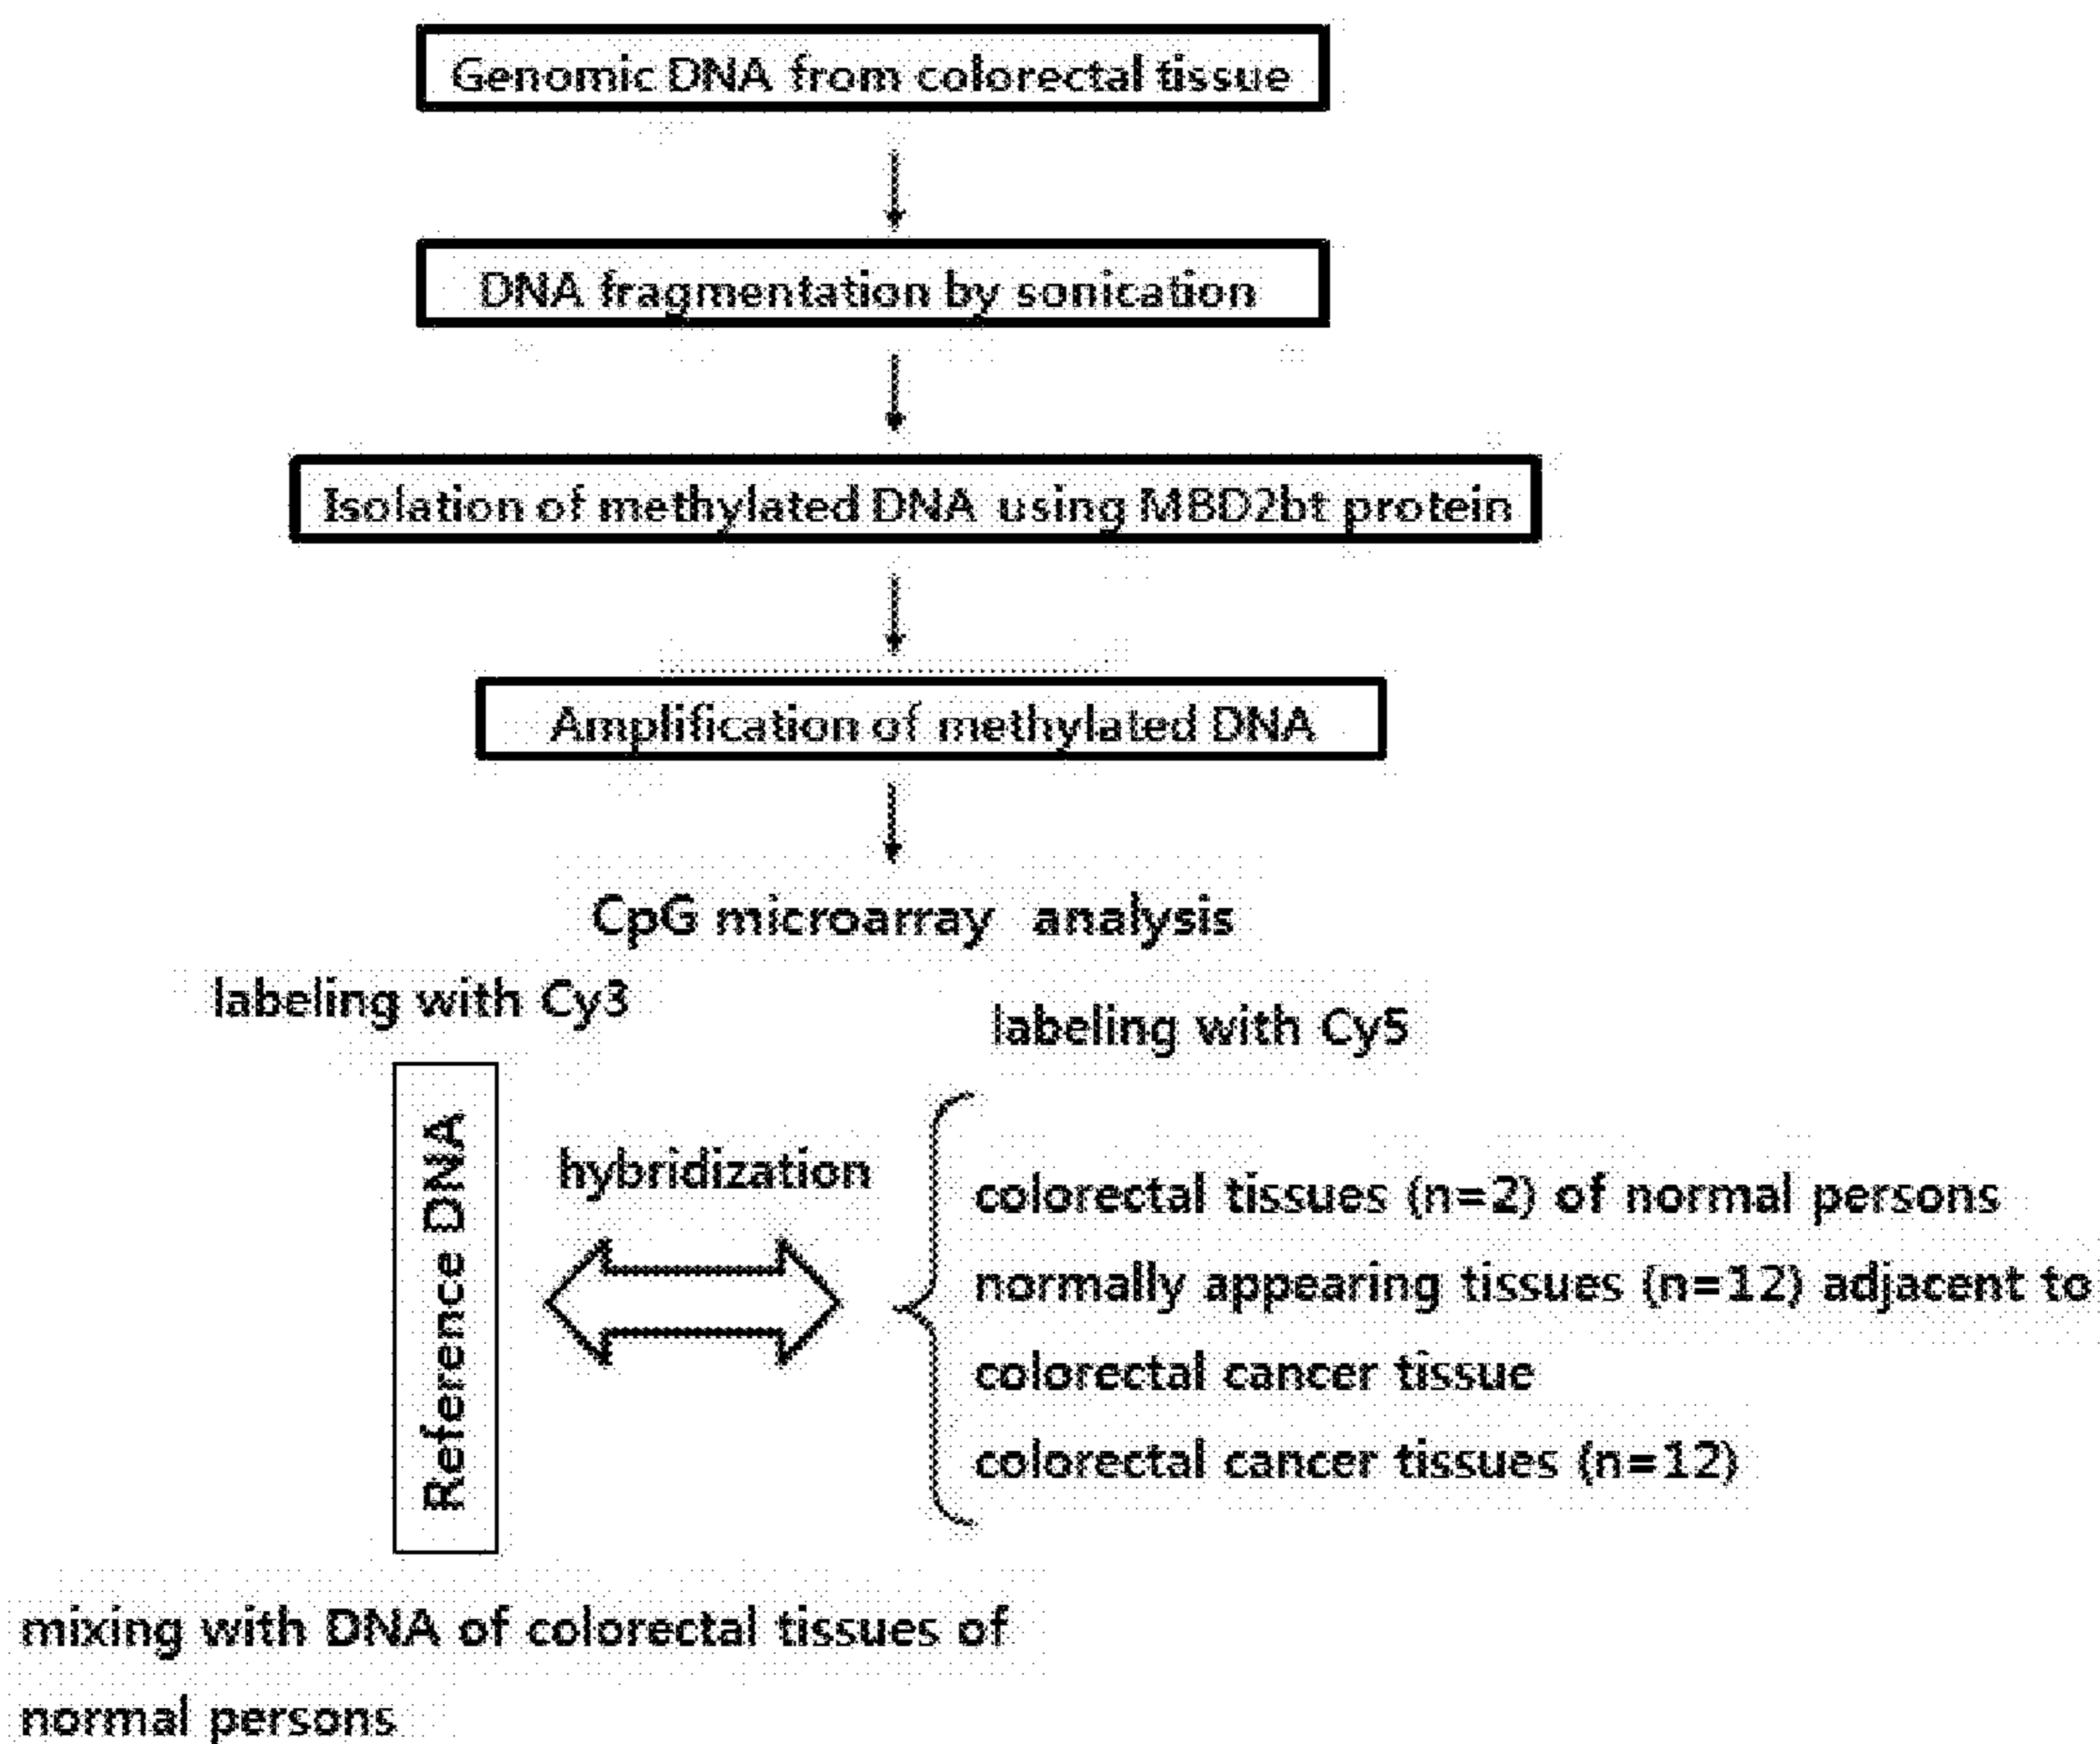 Genomic DNA from colorectal tissue
DNA fragmentation by sonication
Isolation of methylated DNA using MBD2bt protein
Amplification of methylated DNA
CpG microarray analysis
labeling with Cy3
labeling with Cy5
Reference DNA
hybridization
colorectal tissues (n=2) of normal persons
normally appearing tissues (n=12) adjacent to
colorectal cancer tissue
colorectal cancer tissues (n=12)
mixing with DNA of colorectal tissues of
normal persons